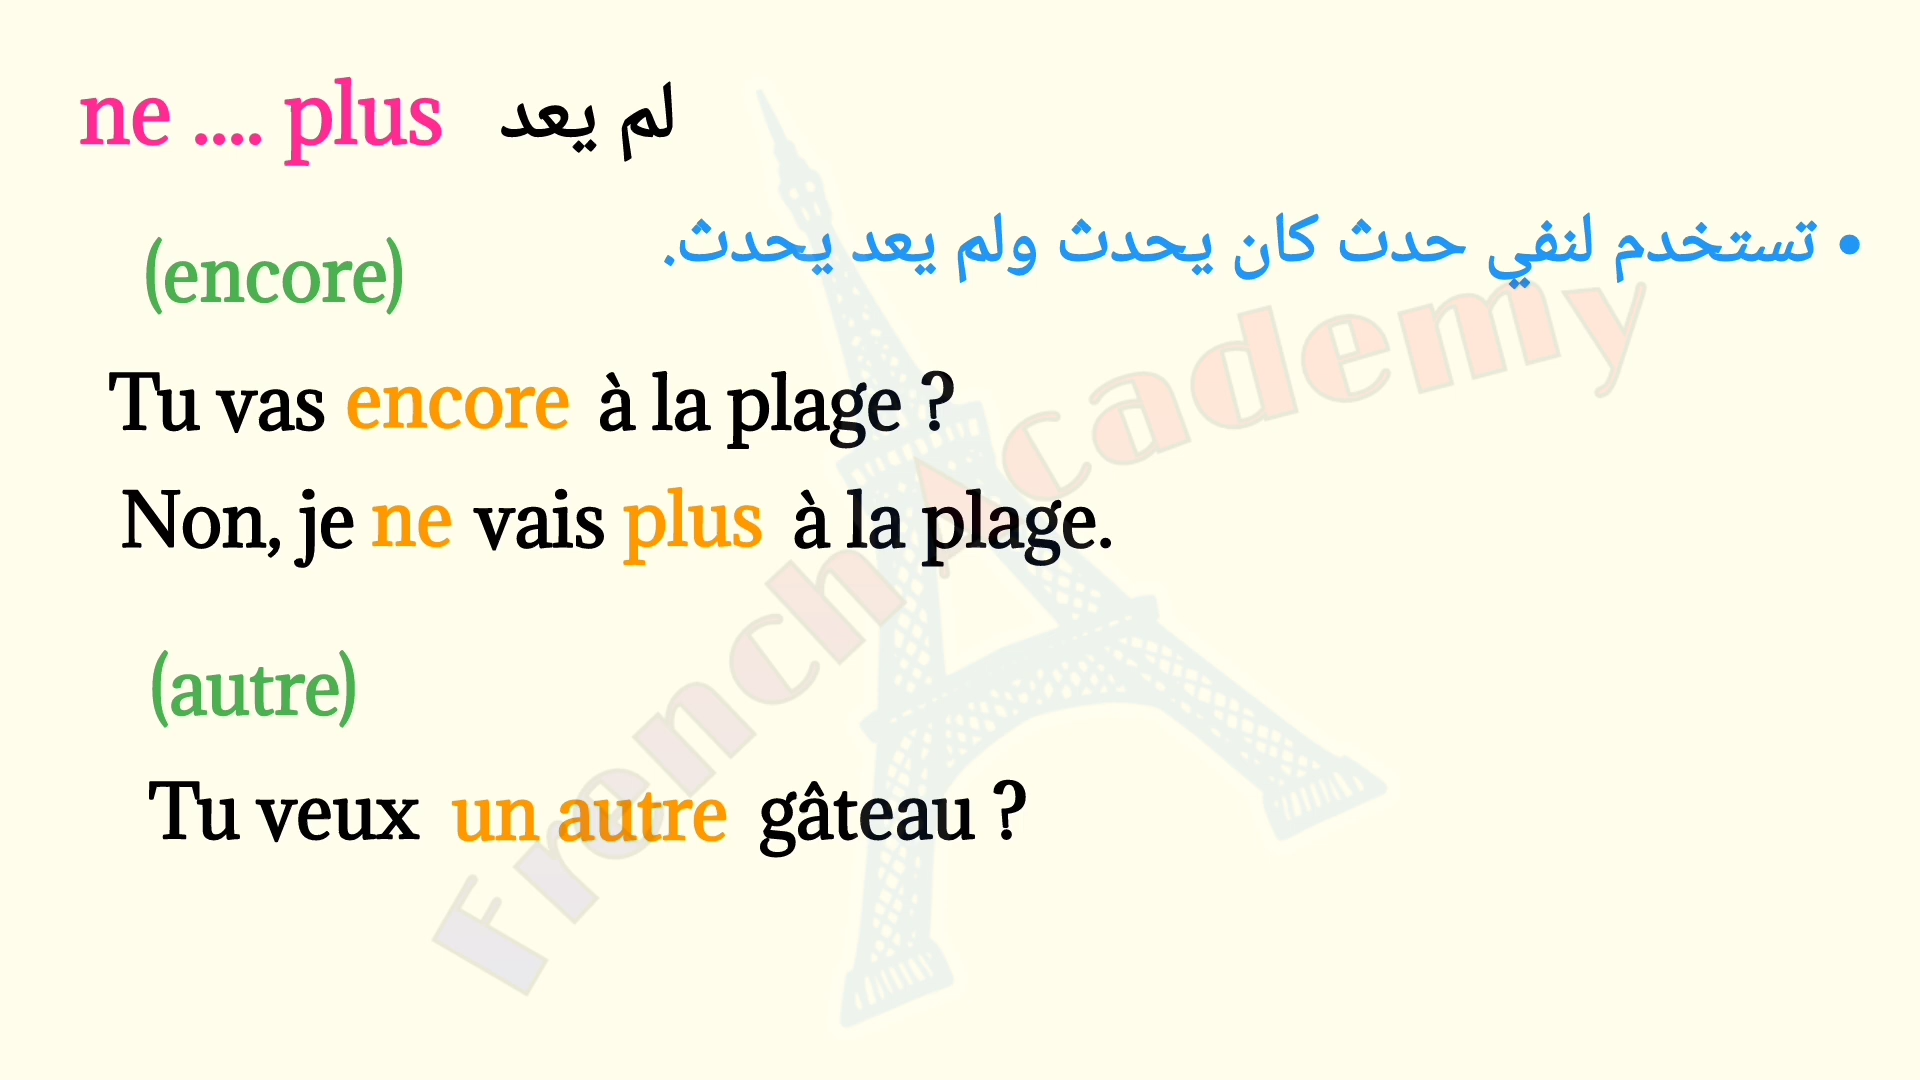 ne .... plus لم يعد
• تستخدم لنفي حدث كان يحدث ولم يعد يحدث.
(encore)
Tu vas encore à la plage ?
Non, je ne vais plus à la plage.
(autre)
Tu veux un autre gâteau ?
French Academy